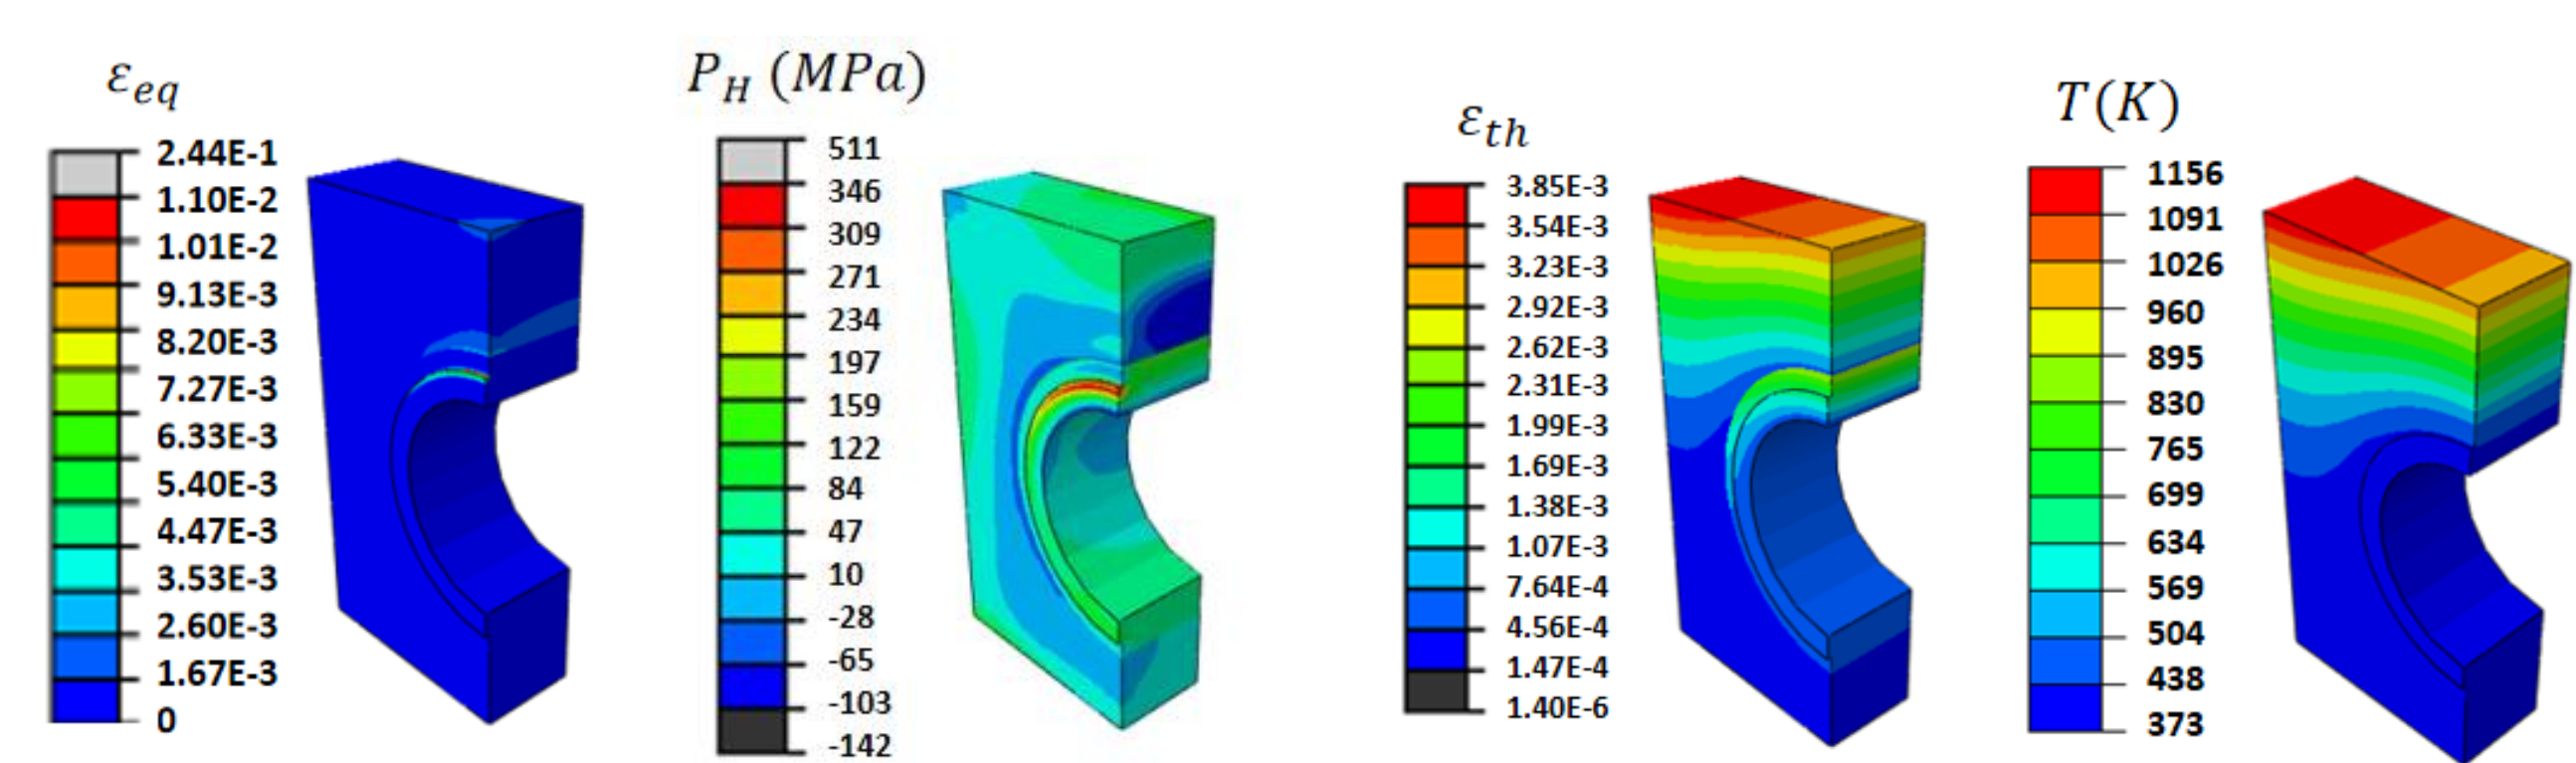 εeq
2.44E-1
1.10E-2
1.01E-2
9.13E-3
8.20E-3
7.27E-3
6.33E-3
5.40E-3
4.47E-3
3.53E-3
2.60E-3
1.67E-3
0
PH (MPa)
511
346
309
271
234
197
159
122
84
47
10
-28
-65
-103
-142
εth
3.85E-3
3.54E-3
3.23E-3
2.92E-3
2.62E-3
2.31E-3
1.99E-3
1.69E-3
1.38E-3
1.07E-3
7.64E-4
4.56E-4
1.47E-4
1.40E-6
T(K)
1156
1091
1026
960
895
830
765
699
634
569
504
438
373